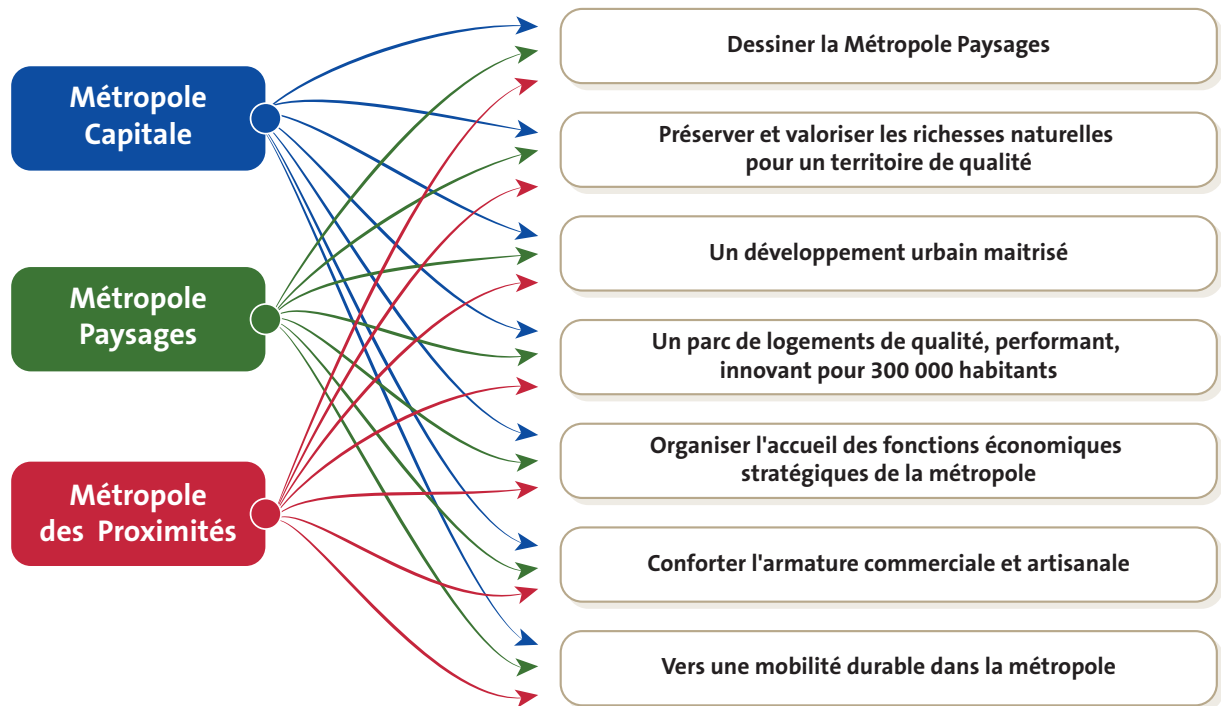 Métropole
Capitale
Métropole
Paysages
Métropole
des Proximités
Dessiner la Métropole Paysages
Préserver et valoriser les richesses naturelles
pour un territoire de qualité
Un développement urbain maitrisé
Un parc de logements de qualité, performant,
innovant pour 300 000 habitants
Organiser l'accueil des fonctions économiques
stratégiques de la métropole
Conforter l'armature commerciale et artisanale
Vers une mobilité durable dans la métropole